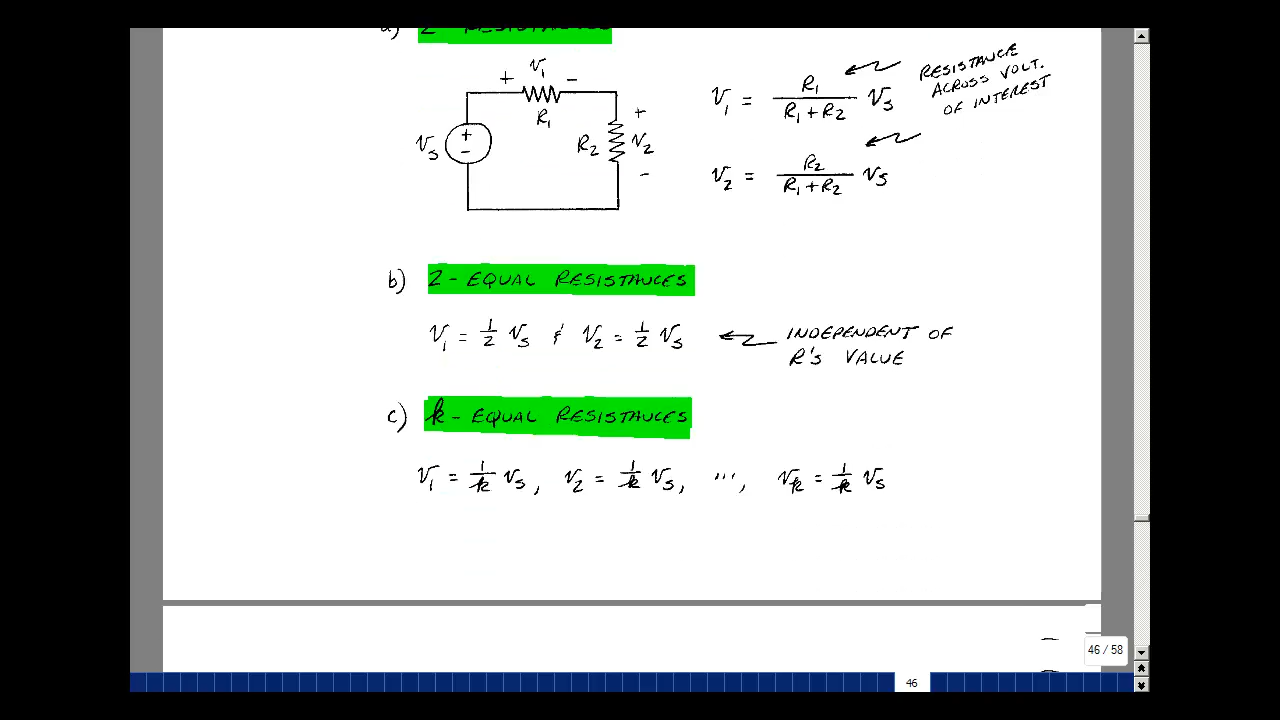 a) 2 - RESISTANCES
+ V₁ −
R₁
Vs + −
R₂
+ V₂ −
V₁ = R₁ / (R₁ + R₂) Vs
RESISTANCE
ACROSS VOLT.
OF INTEREST
V₂ = R₂ / (R₁ + R₂) Vs
b) 2 - EQUAL RESISTANCES
V₁ = 1/2 Vs & V₂ = 1/2 Vs
INDEPENDENT OF
R'S VALUE
c) k - EQUAL RESISTANCES
V₁ = 1/k Vs, V₂ = 1/k Vs, ..., Vk = 1/k Vs
46 / 58
46